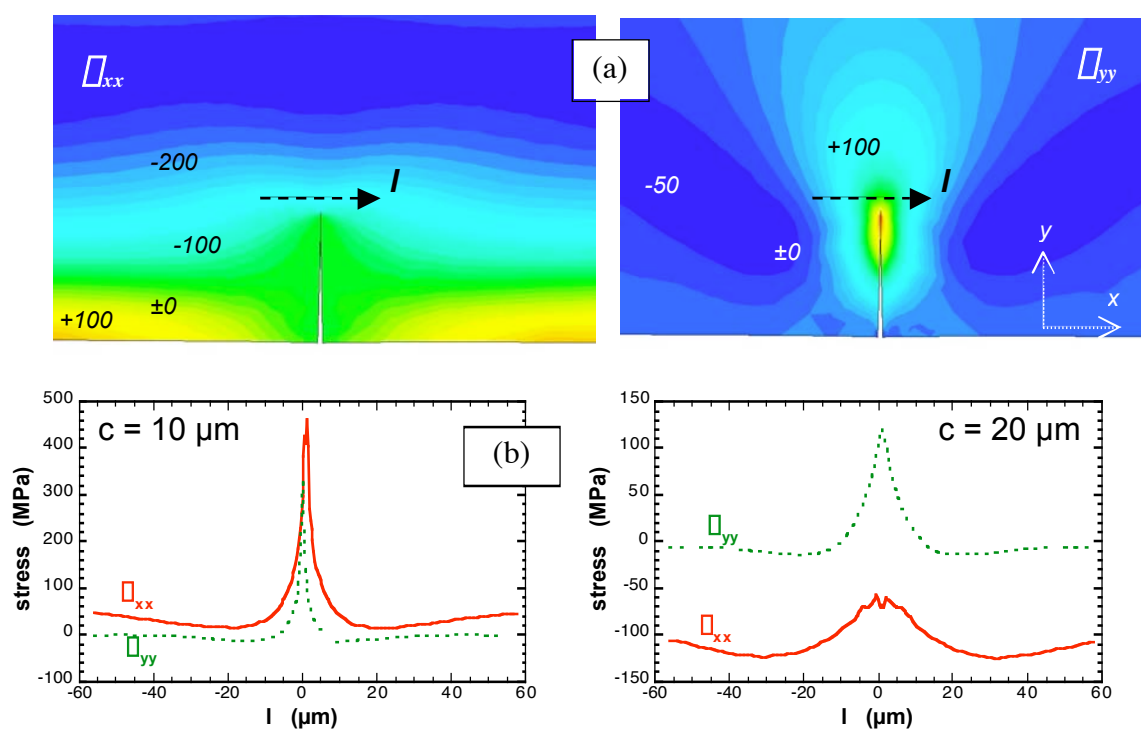 ▯xx
(a)
▯yy
-200
l
-100
±0
+100
+100
l
-50
±0
y
x
c = 10 µm
(b)
c = 20 µm
stress (MPa)
500
400
300
200
100
0
-100
▯xx
▯yy
-60 -40 -20 0 20 40 60
l (µm)
stress (MPa)
150
100
50
0
-50
-100
-150
▯yy
▯xx
-60 -40 -20 0 20 40 60
l (µm)